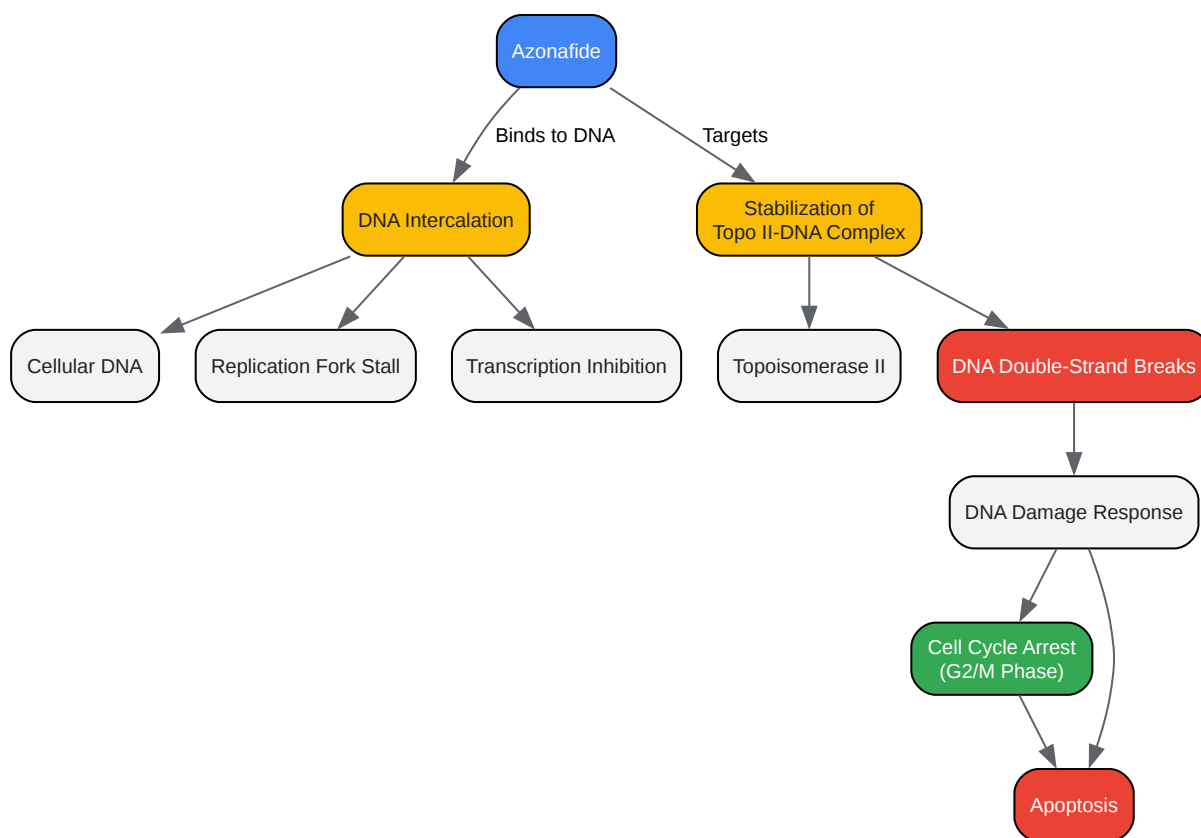 Azonafide
Binds to DNA
Targets
DNA Intercalation
Stabilization of
Topo II-DNA Complex
Cellular DNA
Replication Fork Stall
Transcription Inhibition
Topoisomerase II
DNA Double-Strand Breaks
DNA Damage Response
Cell Cycle Arrest
(G2/M Phase)
Apoptosis